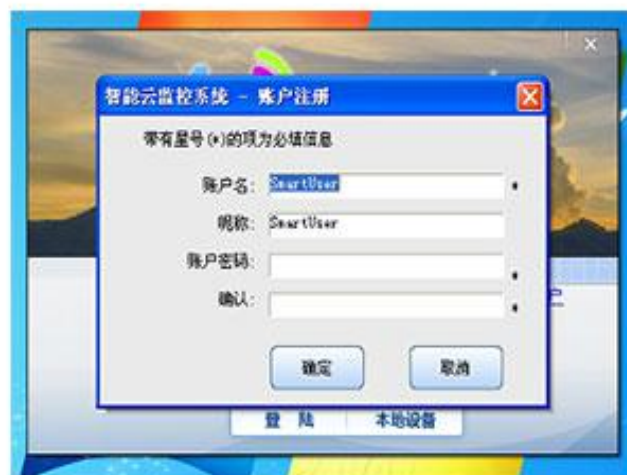 智能云监控系统 - 账户注册
带有星号(*)的项为必填信息
账户名: SmartUser *
昵称: SmartUser
账户密码: *
确认: *
确定 取消
户
登 陆 本地设备